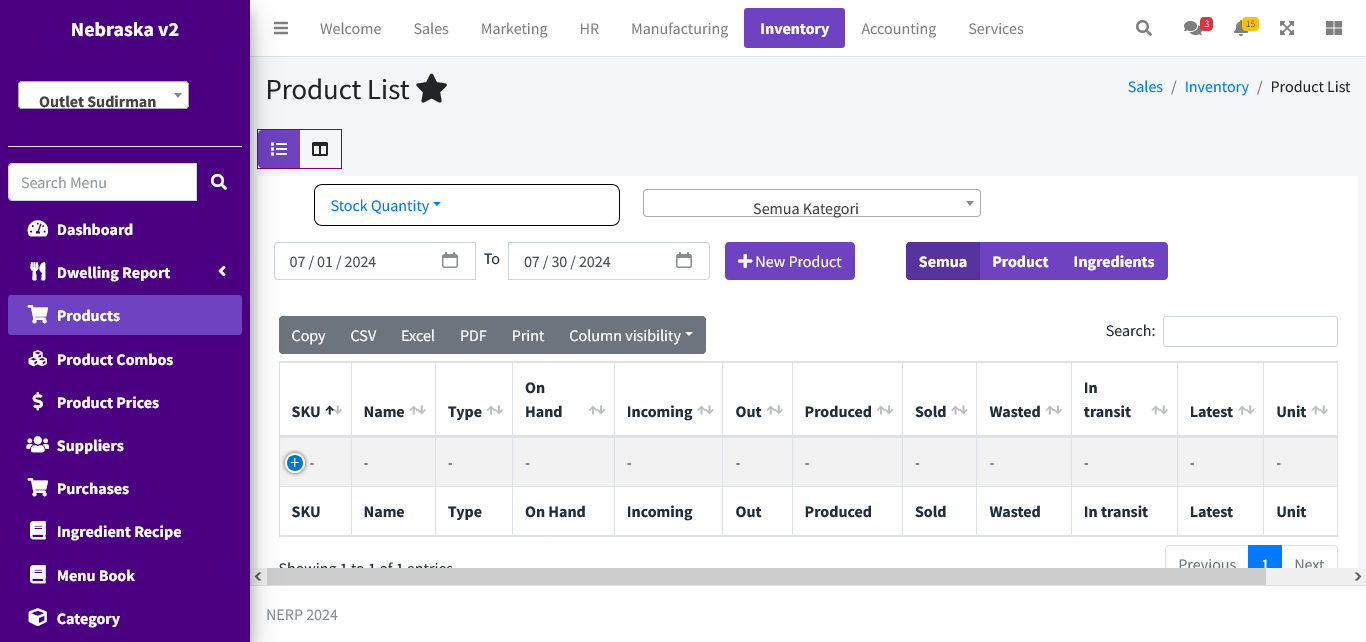 Nebraska v2
Welcome Sales Marketing HR Manufacturing Inventory Accounting Services 3 15
Product List
Sales / Inventory / Product List
Outlet Sudirman
Search Menu
Dashboard
Dwelling Report
Products
Product Combos
Product Prices
Suppliers
Purchases
Ingredient Recipe
Menu Book
Category
Stock Quantity
Semua Kategori
07 / 01 / 2024 To 07 / 30 / 2024 New Product Semua Product Ingredients
Copy CSV Excel PDF Print Column visibility
Search:
SKU Name Type On Hand Incoming Out Produced Sold Wasted In transit Latest Unit
- - - - - - - - - - - -
SKU Name Type On Hand Incoming Out Produced Sold Wasted In transit Latest Unit
Showing 1 to 1 of 1 entries
Previous 1 Next
NERP 2024